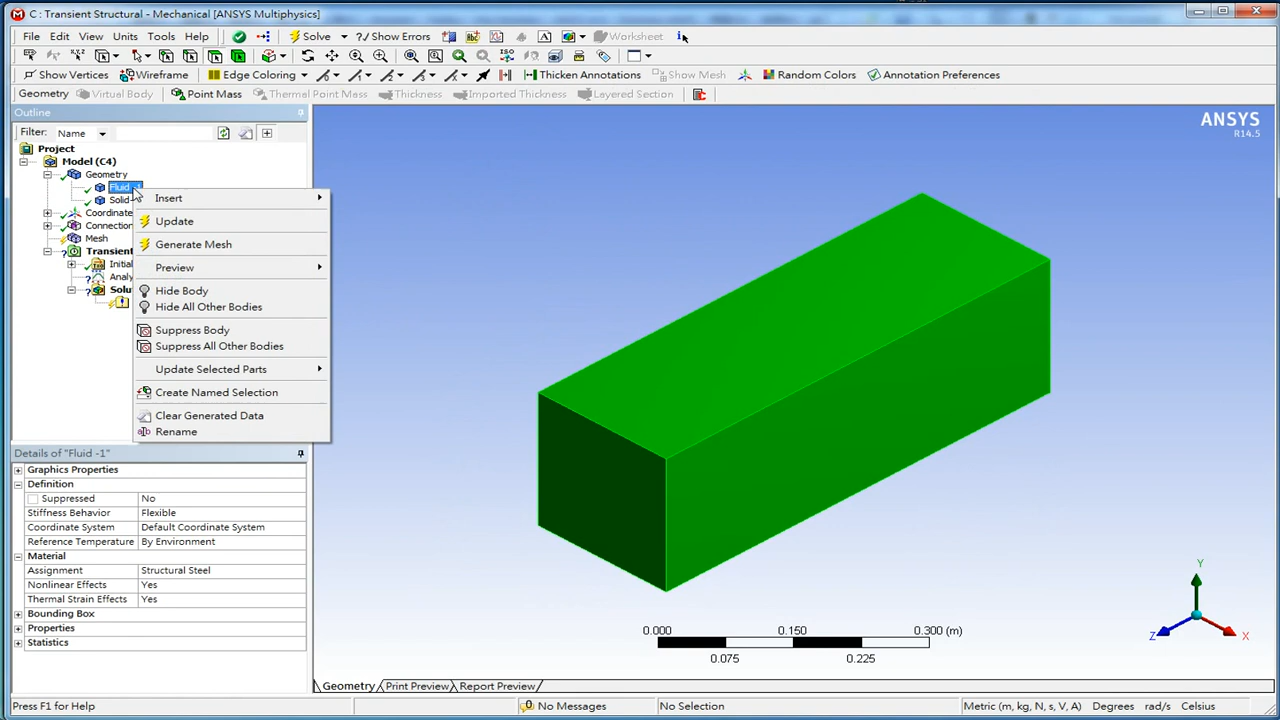 C : Transient Structural - Mechanical [ANSYS Multiphysics]
File Edit View Units Tools Help Solve ? Show Errors A Worksheet i
Show Vertices Wireframe Edge Coloring Thicken Annotations Show Mesh Random Colors Annotation Preferences
Geometry Virtual Body Point Mass Thermal Point Mass Thickness Imported Thickness Layered Section
Outline
Filter: Name
Project
Model (C4)
Geometry
Fluid -1
Solid
Coordinate
Connection
Mesh
Transient
Initial
Analy
Solu
Insert
Update
Generate Mesh
Preview
Hide Body
Hide All Other Bodies
Suppress Body
Suppress All Other Bodies
Update Selected Parts
Create Named Selection
Clear Generated Data
Rename
Details of "Fluid -1"
Graphics Properties
Definition
Suppressed No
Stiffness Behavior Flexible
Coordinate System Default Coordinate System
Reference Temperature By Environment
Material
Assignment Structural Steel
Nonlinear Effects Yes
Thermal Strain Effects Yes
Bounding Box
Properties
Statistics
ANSYS
R14.5
Y
Z
X
0.000 0.150 0.300 (m)
0.075 0.225
Geometry Print Preview Report Preview
Press F1 for Help 0 No Messages No Selection Metric (m, kg, N, s, V, A) Degrees rad/s Celsius